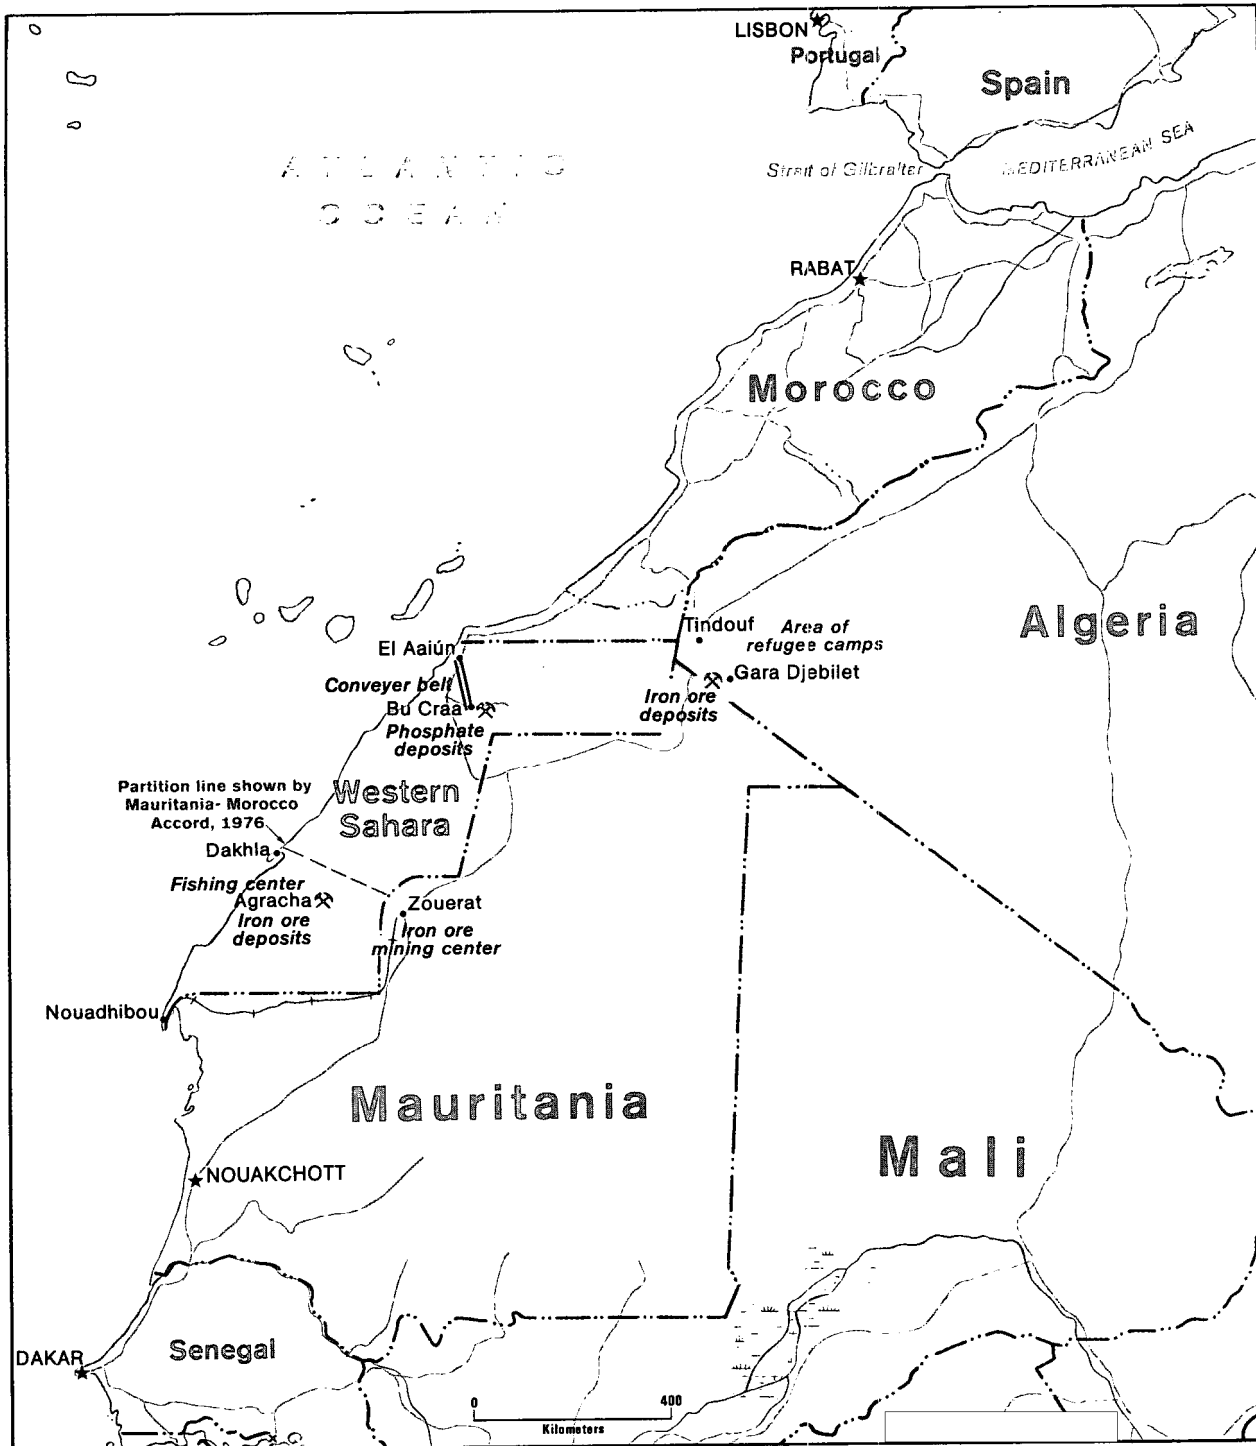 LISBON
Portugal
Spain
ATLANTIC
OCEAN
Strait of Gilbralter
MEDITERRANEAN SEA
RABAT
Morocco
Algeria
Tindouf
Area of
refugee camps
El Aaiún
Gara Djebilet
Conveyer belt
Iron ore
deposits
Bu Craa
Phosphate
deposits
Partition line shown by
Mauritania- Morocco
Accord, 1976
Western
Sahara
Dakhla
Fishing center
Agracha
Iron ore
deposits
Zouerat
Iron ore
mining center
Nouadhibou
Mauritania
Mali
NOUAKCHOTT
Senegal
DAKAR
0 400
Kilometers